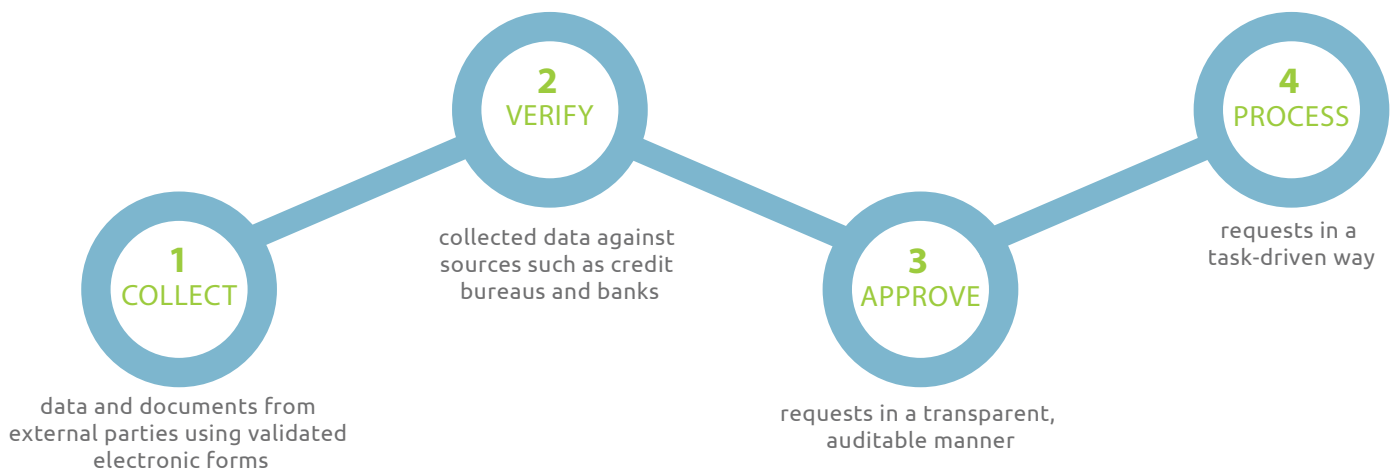 1
COLLECT
data and documents from
external parties using validated
electronic forms
2
VERIFY
collected data against
sources such as credit
bureaus and banks
3
APPROVE
requests in a transparent,
auditable manner
4
PROCESS
requests in a
task-driven way